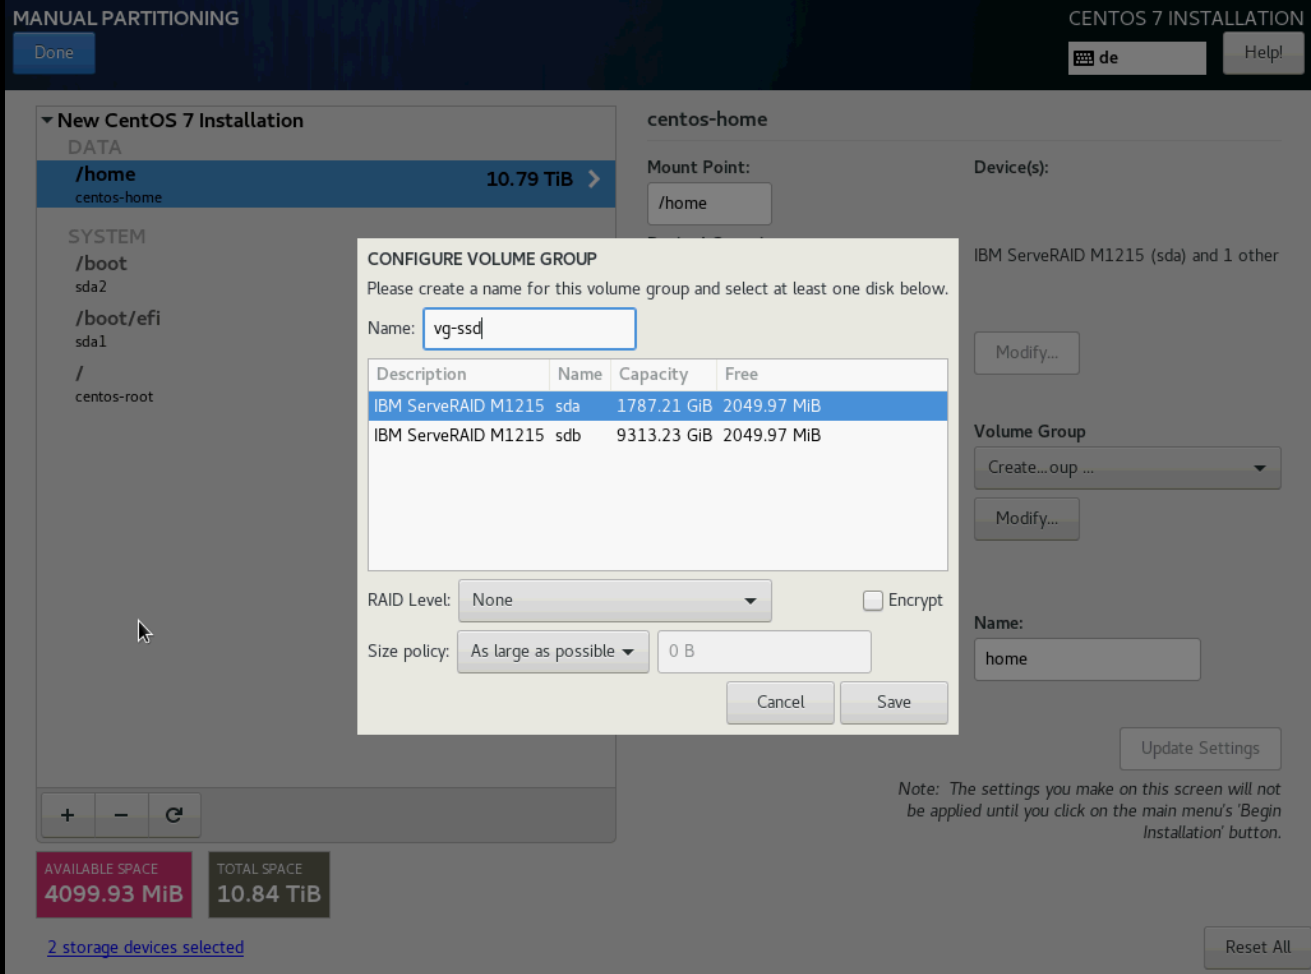 MANUAL PARTITIONING
CENTOS 7 INSTALLATION
Done
de
Help!
New CentOS 7 Installation
DATA
/home
10.79 TiB
centos-home
SYSTEM
/boot
sda2
/boot/efi
sda1
/
centos-root
centos-home
Mount Point:
Device(s):
/home
IBM ServeRAID M1215 (sda) and 1 other
Modify...
Volume Group
Create...oup ...
Modify...
Name:
home
Update Settings
Note: The settings you make on this screen will not
be applied until you click on the main menu's 'Begin
Installation' button.
CONFIGURE VOLUME GROUP
Please create a name for this volume group and select at least one disk below.
Name: vg-ssd
Description Name Capacity Free
IBM ServeRAID M1215 sda 1787.21 GiB 2049.97 MiB
IBM ServeRAID M1215 sdb 9313.23 GiB 2049.97 MiB
RAID Level: None
Encrypt
Size policy: As large as possible 0 B
Cancel
Save
AVAILABLE SPACE
4099.93 MiB
TOTAL SPACE
10.84 TiB
2 storage devices selected
Reset All